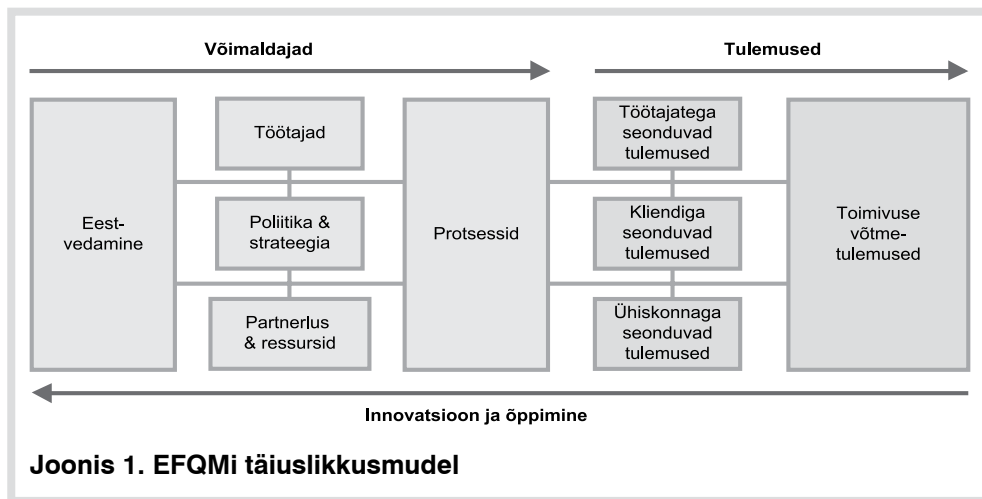 Võimaldajad
Tulemused
Eest-
vedamine
Töötajad
Poliitika &
strateegia
Partnerlus
& ressursid
Protsessid
Töötajatega
seonduvad
tulemused
Kliendiga
seonduvad
tulemused
Ühiskonnaga
seonduvad
tulemused
Toimivuse
võtme-
tulemused
Innovatsioon ja õppimine
Joonis 1. EFQMi täiuslikkusmudel